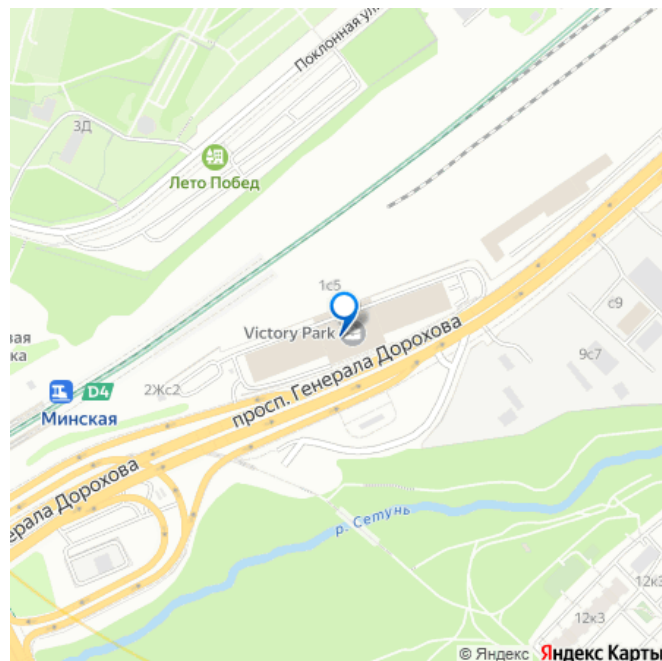 Поклонная ул
3Д
Лето Побед
1с5
Victory Park
с9
9с7
вая
ка
D4
2Жс2
Минская
просп. Генерала Дорохова
ерала Дорохова
р. Сетунь
12к3
12к3
© Яндекс
Яндекс Карты